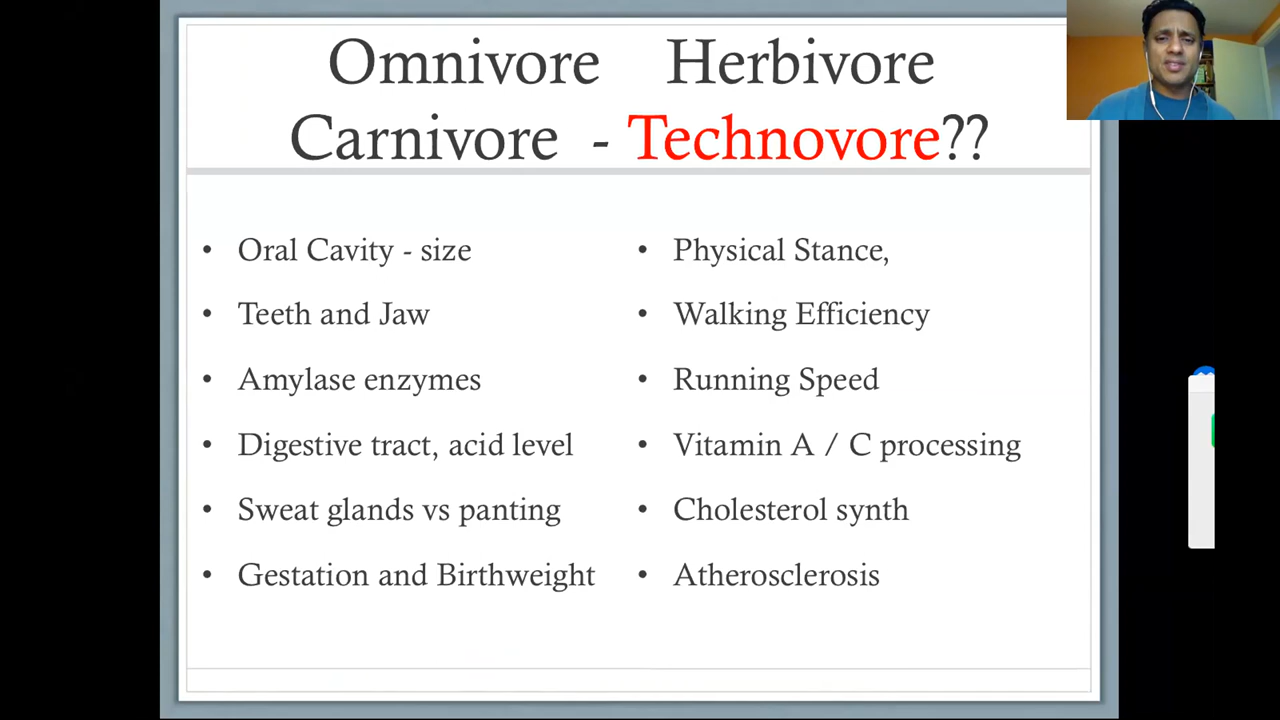 Omnivore Herbivore
Carnivore - Technovore??
• Oral Cavity - size
• Teeth and Jaw
• Amylase enzymes
• Digestive tract, acid level
• Sweat glands vs panting
• Gestation and Birthweight
• Physical Stance,
• Walking Efficiency
• Running Speed
• Vitamin A / C processing
• Cholesterol synth
• Atherosclerosis